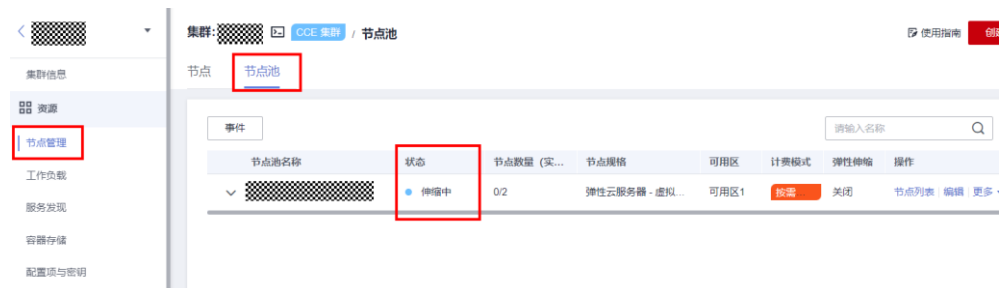 集群: CCE 集群 / 节点池
使用指南
集群信息
节点 节点池
资源
事件
请输入名称
节点管理
节点池名称 状态 节点数量 (实... 节点规格 可用区 计费模式 弹性伸缩 操作
工作负载
伸缩中 0/2 弹性云服务器 - 虚拟... 可用区1 按需... 关闭 节点列表 编辑 更多
服务发现
容器存储
配置项与密钥